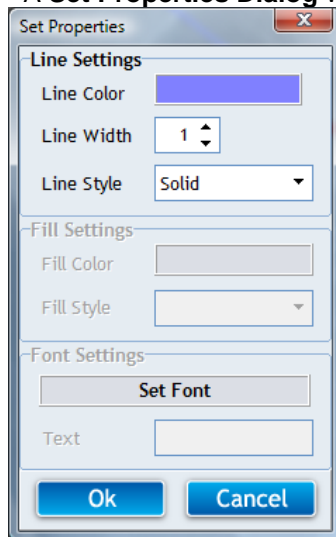 A Set Properties Dialog
Set Properties
Line Settings
Line Color
Line Width 1
Line Style Solid
Fill Settings
Fill Color
Fill Style
Font Settings
Set Font
Text
Ok Cancel